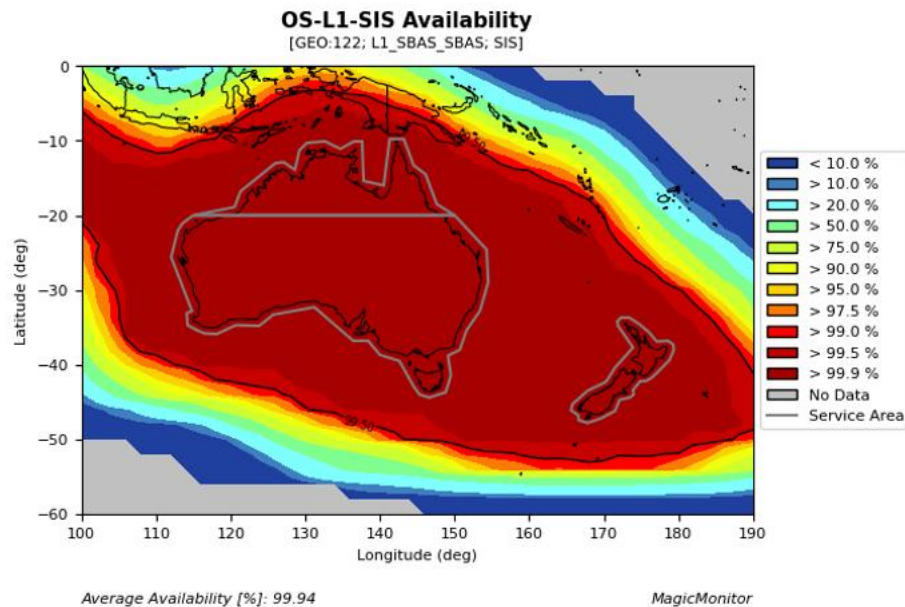 OS-L1-SIS Availability
[GEO:122; L1_SBAS_SBAS; SIS]
0
−10
−20
−30
−40
−50
−60
Latitude (deg)
99.50
100 110 120 130 140 150 160 170 180 190
Longitude (deg)
< 10.0 %
> 10.0 %
> 20.0 %
> 50.0 %
> 75.0 %
> 90.0 %
> 95.0 %
> 97.5 %
> 99.0 %
> 99.5 %
> 99.9 %
No Data
Service Area
Average Availability [%]: 99.94
MagicMonitor